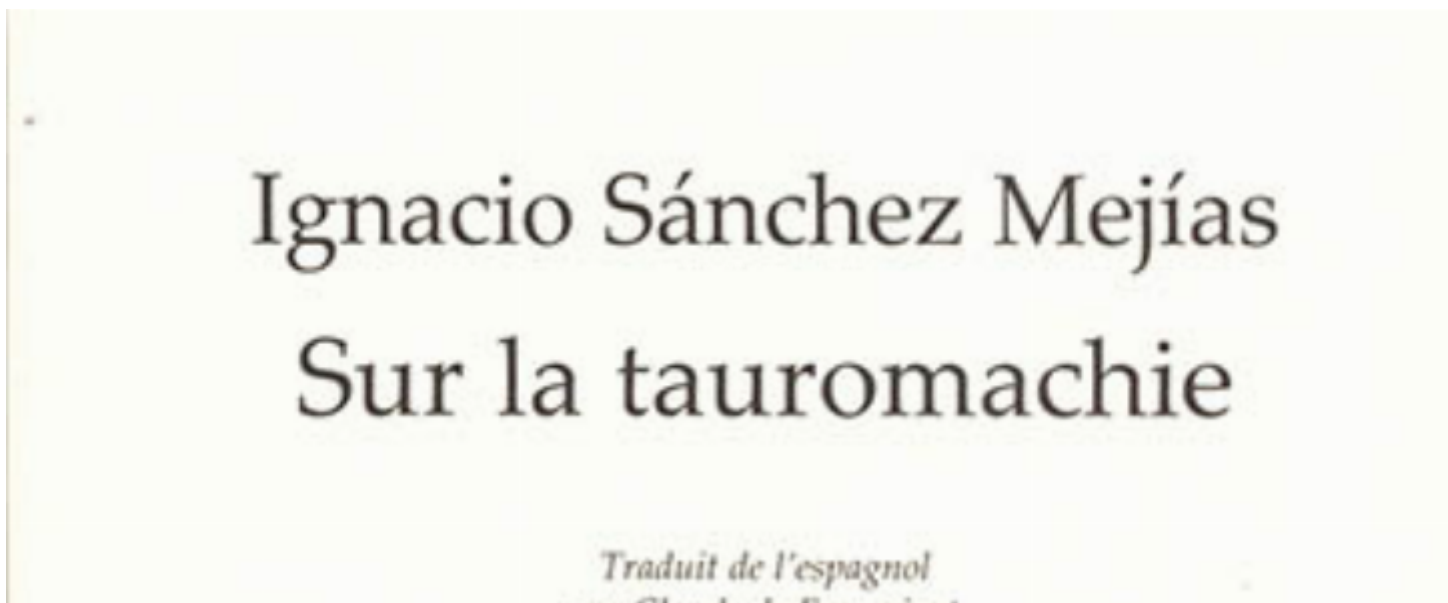 Ignacio Sánchez Mejías
Sur la tauromachie
Traduit de l'espagnol